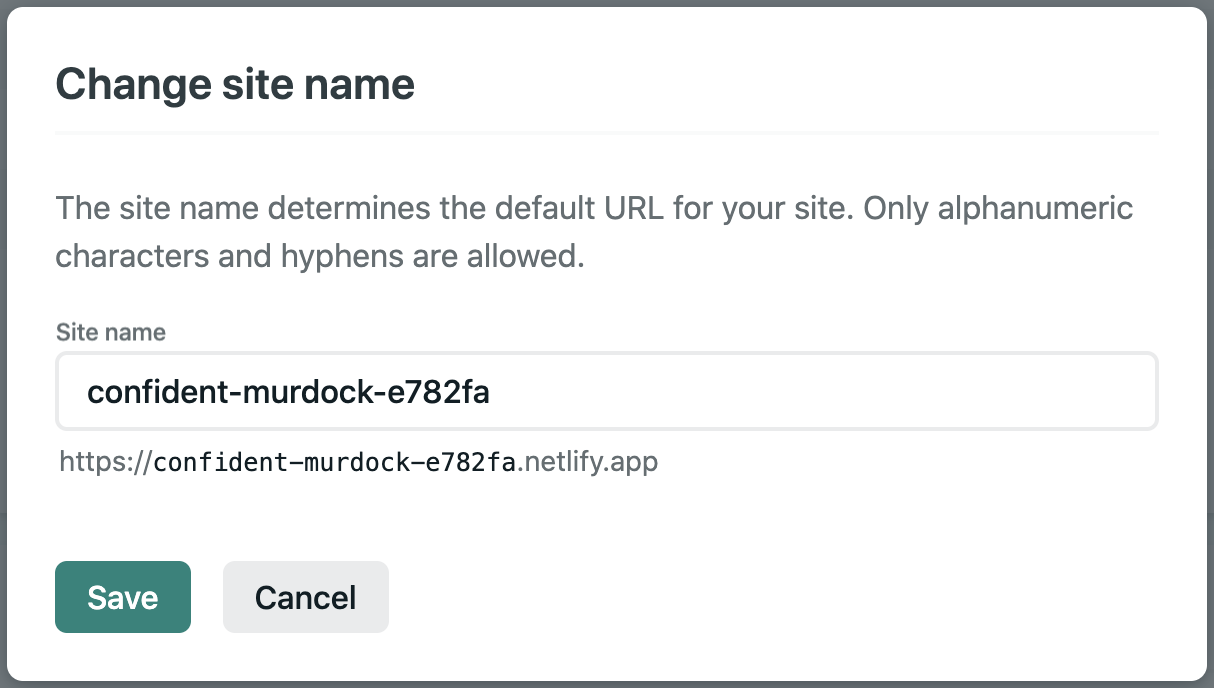 Change site name
The site name determines the default URL for your site. Only alphanumeric
characters and hyphens are allowed.
Site name
confident-murdock-e782fa
https://confident-murdock-e782fa.netlify.app
Save Cancel